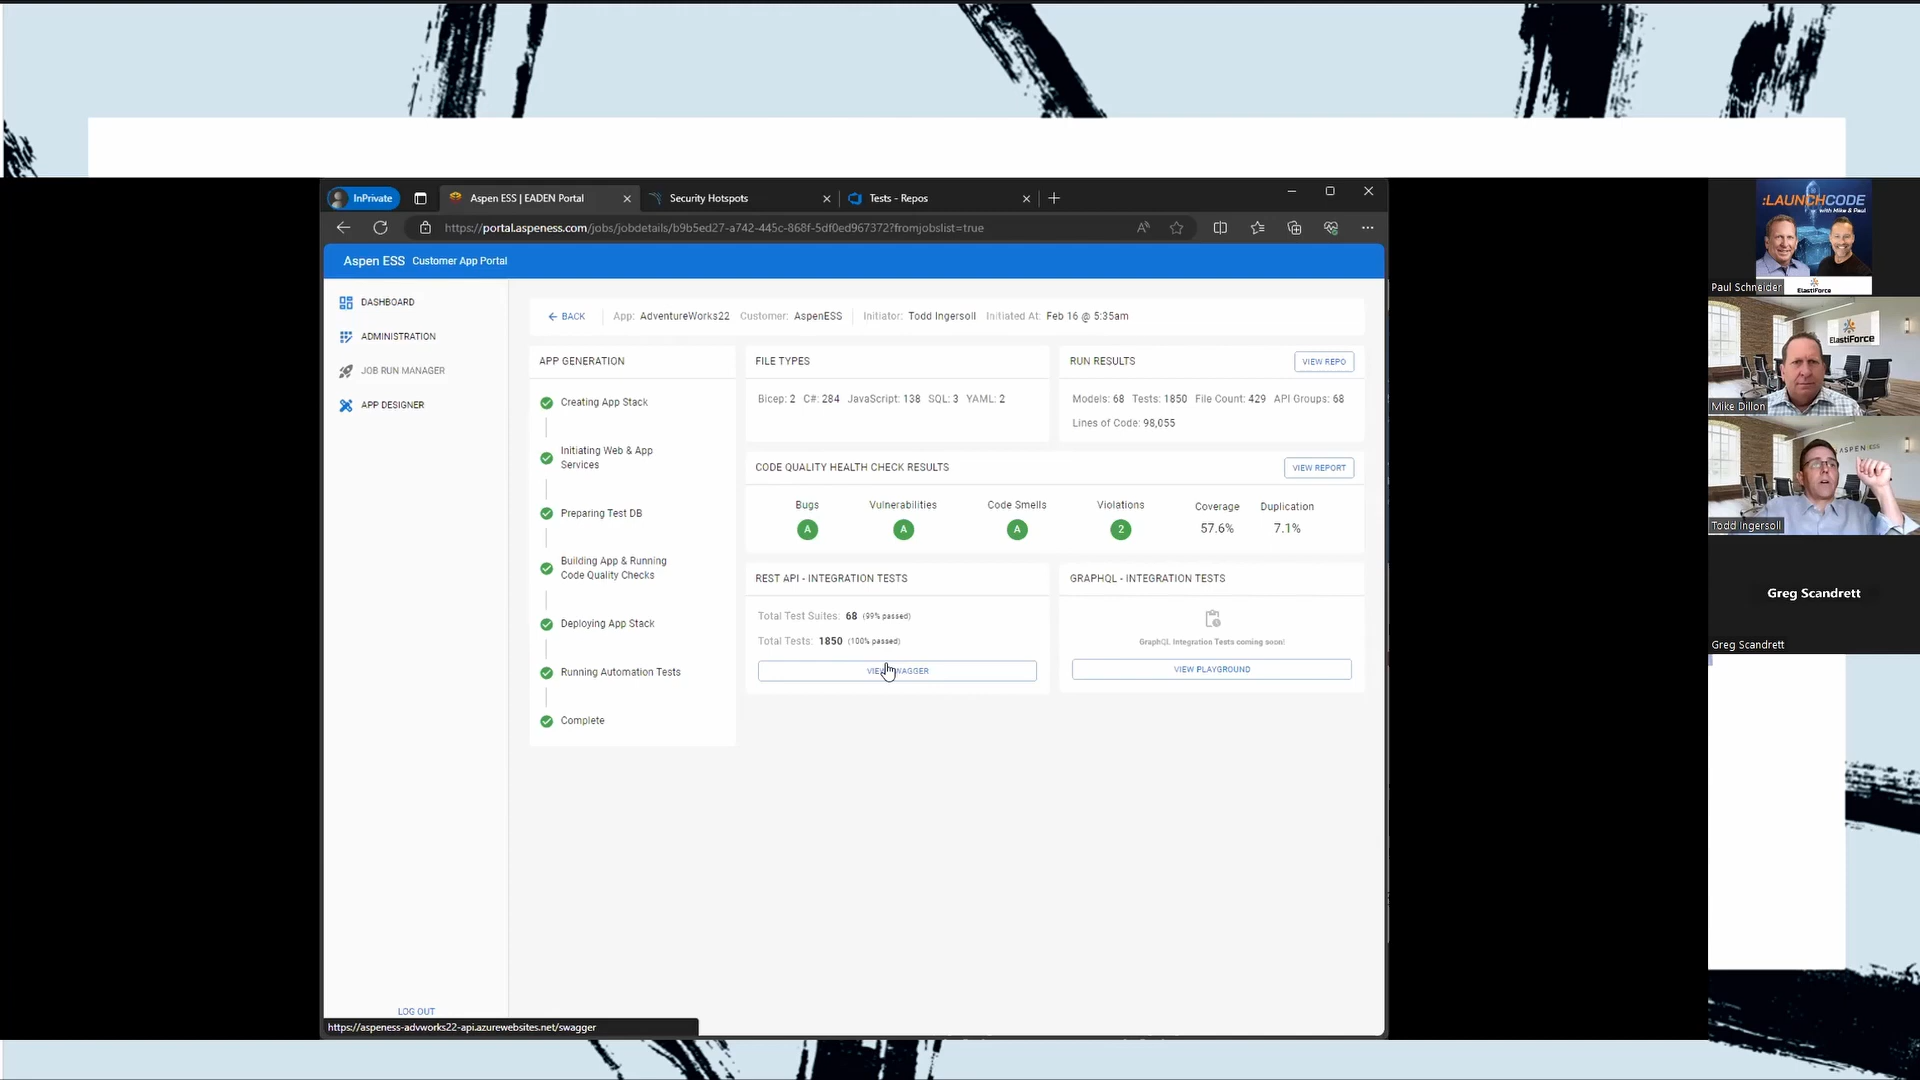 InPrivate
Aspen ESS | EADEN Portal
Security Hotspots
Tests - Repos
https://portal.aspeness.com/jobs/jobdetails/b9b5ed27-a742-445c-868f-5df0ed967372?fromjobslist=true
Aspen ESS Customer App Portal
DASHBOARD
ADMINISTRATION
JOB RUN MANAGER
APP DESIGNER
LOG OUT
BACK
App: AdventureWorks22 Customer: AspenESS
Initiator: Todd Ingersoll Initiated At: Feb 16 @ 5:35am
APP GENERATION
Creating App Stack
Initiating Web & App
Services
Preparing Test DB
Building App & Running
Code Quality Checks
Deploying App Stack
Running Automation Tests
Complete
FILE TYPES
Bicep: 2 C#: 284 JavaScript: 138 SQL: 3 YAML: 2
RUN RESULTS
VIEW REPO
Models: 68 Tests: 1850 File Count: 429 API Groups: 68
Lines of Code: 98,055
CODE QUALITY HEALTH CHECK RESULTS
VIEW REPORT
Bugs
A
Vulnerabilities
A
Code Smells
A
Violations
2
Coverage
57.6%
Duplication
7.1%
REST API - INTEGRATION TESTS
Total Test Suites: 68 (99% passed)
Total Tests: 1850 (100% passed)
VIEW SWAGGER
GRAPHQL - INTEGRATION TESTS
GraphQL Integration Tests coming soon!
VIEW PLAYGROUND
https://aspeness-advworks22-api.azurewebsites.net/swagger
:LAUNCHCODE
with Mike & Paul
ElastiForce
Paul Schneider
ElastiForce
Mike Dillon
ASPEN ESS
Todd Ingersoll
Greg Scandrett
Greg Scandrett